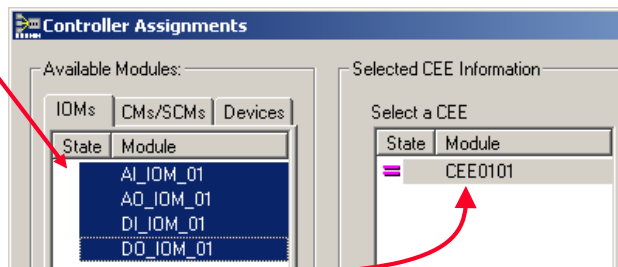 Controller Assignments
Available Modules:
IOMs CMs/SCMs Devices
State Module
AI_IOM_01
AO_IOM_01
DI_IOM_01
DO_IOM_01
Selected CEE Information
Select a CEE
State Module
CEE0101